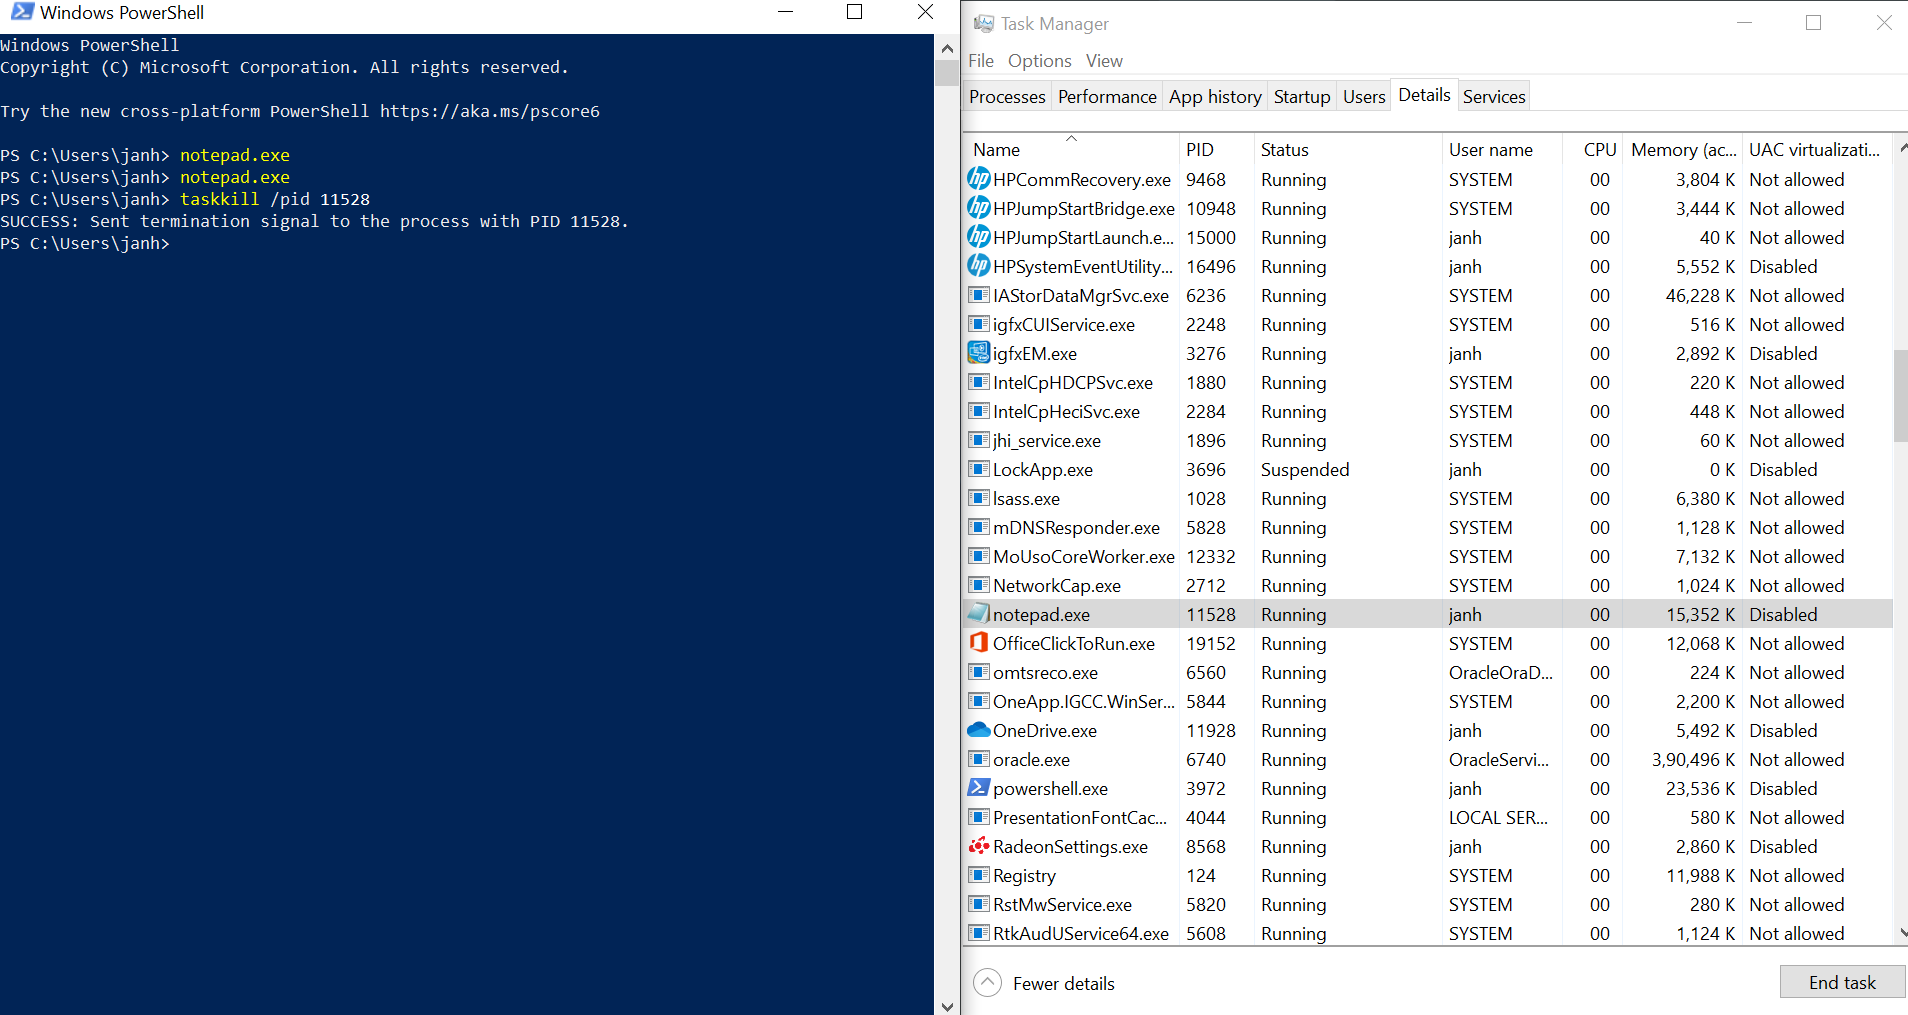 Windows PowerShell
Windows PowerShell
Copyright (C) Microsoft Corporation. All rights reserved.
Try the new cross-platform PowerShell https://aka.ms/pscore6
PS C:\Users\janh> notepad.exe
PS C:\Users\janh> notepad.exe
PS C:\Users\janh> taskkill /pid 11528
SUCCESS: Sent termination signal to the process with PID 11528.
PS C:\Users\janh>
Task Manager
File Options View
Processes Performance App history Startup Users Details Services
Name PID Status User name CPU Memory (ac... UAC virtualizati...
HPCommRecovery.exe 9468 Running SYSTEM 00 3,804 K Not allowed
HPJumpStartBridge.exe 10948 Running SYSTEM 00 3,444 K Not allowed
HPJumpStartLaunch.e... 15000 Running janh 00 40 K Not allowed
HPSystemEventUtility... 16496 Running janh 00 5,552 K Disabled
IAStorDataMgrSvc.exe 6236 Running SYSTEM 00 46,228 K Not allowed
igfxCUIService.exe 2248 Running SYSTEM 00 516 K Not allowed
igfxEM.exe 3276 Running janh 00 2,892 K Disabled
IntelCpHDCPSvc.exe 1880 Running SYSTEM 00 220 K Not allowed
IntelCpHeciSvc.exe 2284 Running SYSTEM 00 448 K Not allowed
jhi_service.exe 1896 Running SYSTEM 00 60 K Not allowed
LockApp.exe 3696 Suspended janh 00 0 K Disabled
lsass.exe 1028 Running SYSTEM 00 6,380 K Not allowed
mDNSResponder.exe 5828 Running SYSTEM 00 1,128 K Not allowed
MoUsoCoreWorker.exe 12332 Running SYSTEM 00 7,132 K Not allowed
NetworkCap.exe 2712 Running SYSTEM 00 1,024 K Not allowed
notepad.exe 11528 Running janh 00 15,352 K Disabled
OfficeClickToRun.exe 19152 Running SYSTEM 00 12,068 K Not allowed
omtsreco.exe 6560 Running OracleOraD... 00 224 K Not allowed
OneApp.IGCC.WinSer... 5844 Running SYSTEM 00 2,200 K Not allowed
OneDrive.exe 11928 Running janh 00 5,492 K Disabled
oracle.exe 6740 Running OracleServi... 00 3,90,496 K Not allowed
powershell.exe 3972 Running janh 00 23,536 K Disabled
PresentationFontCac... 4044 Running LOCAL SER... 00 580 K Not allowed
RadeonSettings.exe 8568 Running janh 00 2,860 K Disabled
Registry 124 Running SYSTEM 00 11,988 K Not allowed
RstMwService.exe 5820 Running SYSTEM 00 280 K Not allowed
RtkAudUService64.exe 5608 Running SYSTEM 00 1,124 K Not allowed
Fewer details End task